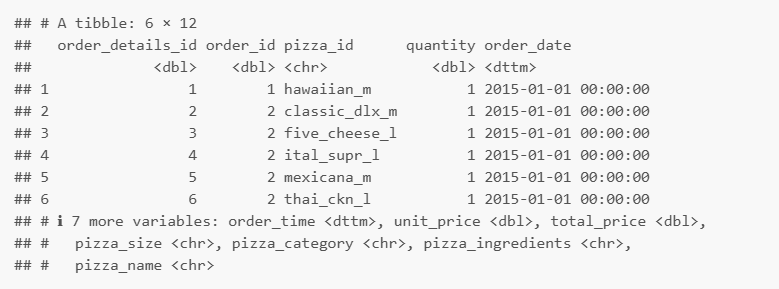 ## # A tibble: 6 × 12
##   order_details_id order_id pizza_id      quantity order_date
##              <dbl>    <dbl> <chr>            <dbl> <dttm>
## 1                1        1 hawaiian_m           1 2015-01-01 00:00:00
## 2                2        2 classic_dlx_m        1 2015-01-01 00:00:00
## 3                3        2 five_cheese_l        1 2015-01-01 00:00:00
## 4                4        2 ital_supr_l          1 2015-01-01 00:00:00
## 5                5        2 mexicana_m           1 2015-01-01 00:00:00
## 6                6        2 thai_ckn_l           1 2015-01-01 00:00:00
## # ℹ 7 more variables: order_time <dttm>, unit_price <dbl>, total_price <dbl>,
## #   pizza_size <chr>, pizza_category <chr>, pizza_ingredients <chr>,
## #   pizza_name <chr>